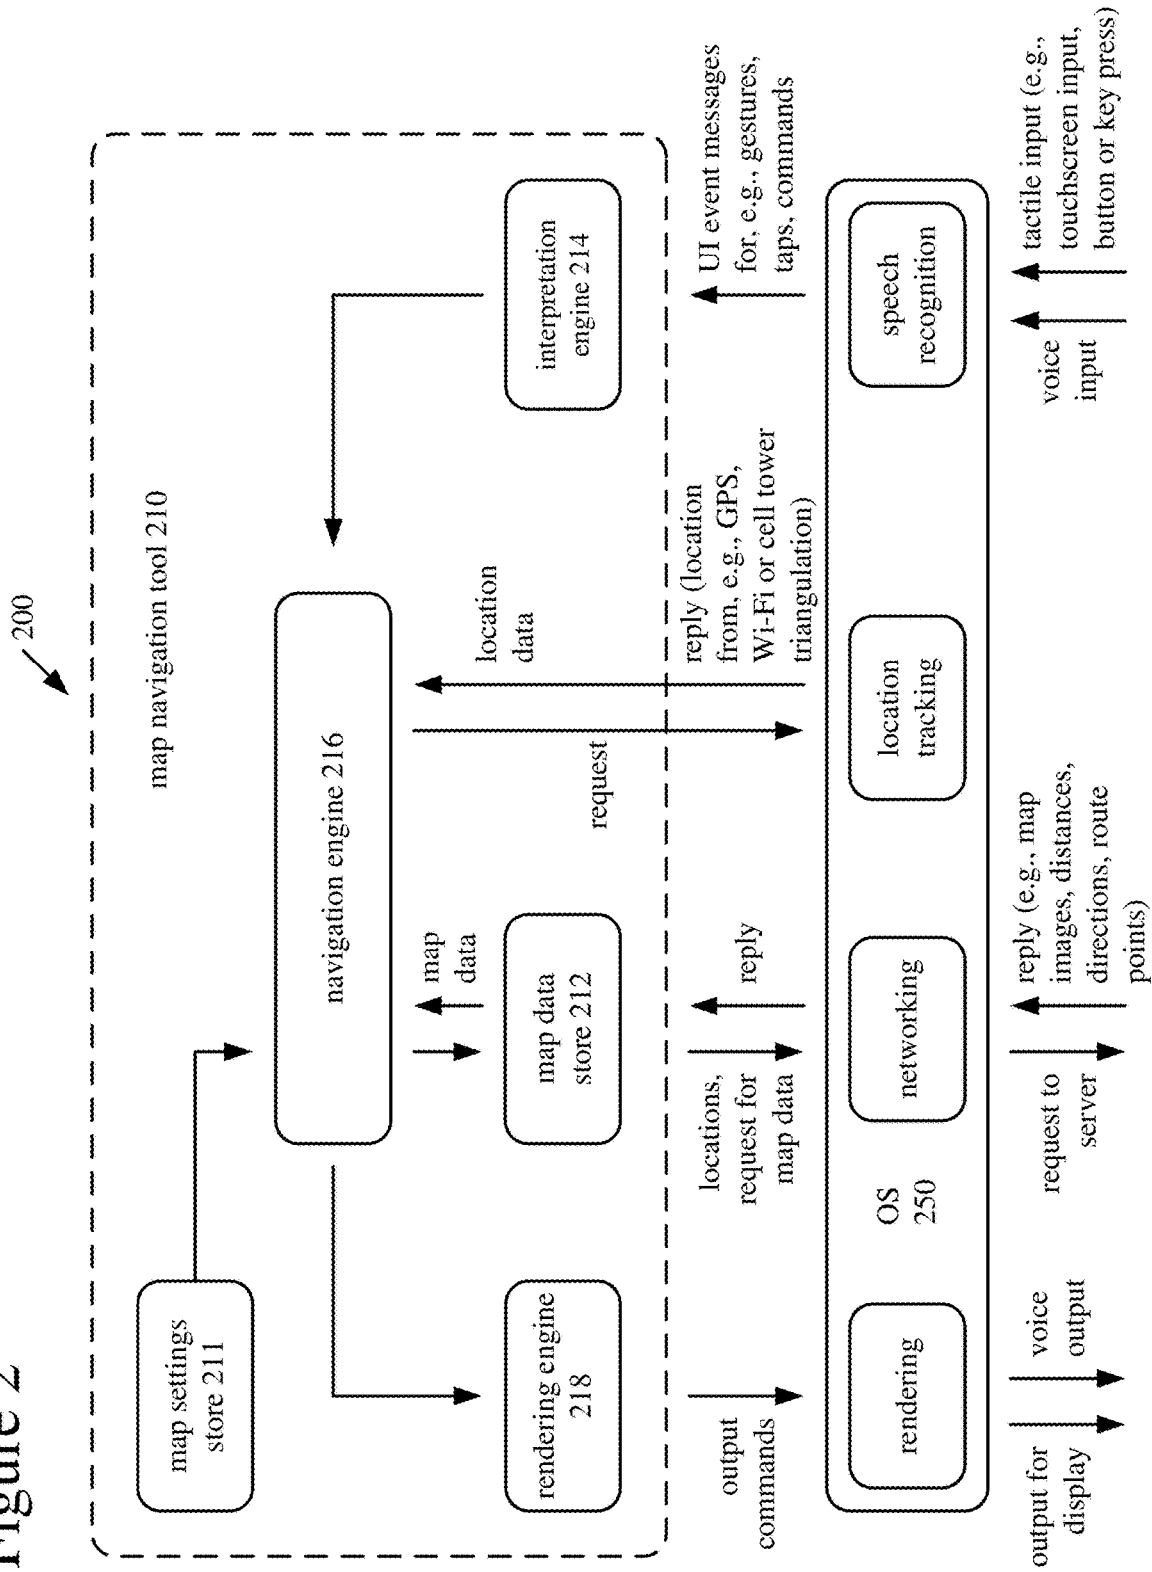 Figure 2
200
map navigation tool 210
map settings
store 211
navigation engine 216
map
data
location
data
request
rendering engine
218
map data
store 212
interpretation
engine 214
output
commands
locations,
request for
map data
reply
reply (location
from, e.g., GPS,
Wi-Fi or cell tower
triangulation)
UI event messages
for, e.g., gestures,
taps, commands
rendering
OS
250
networking
location
tracking
speech
recognition
output for
display
voice
output
request to
server
reply (e.g., map
images, distances,
directions, route
points)
voice
input
tactile input (e.g.,
touchscreen input,
button or key press)